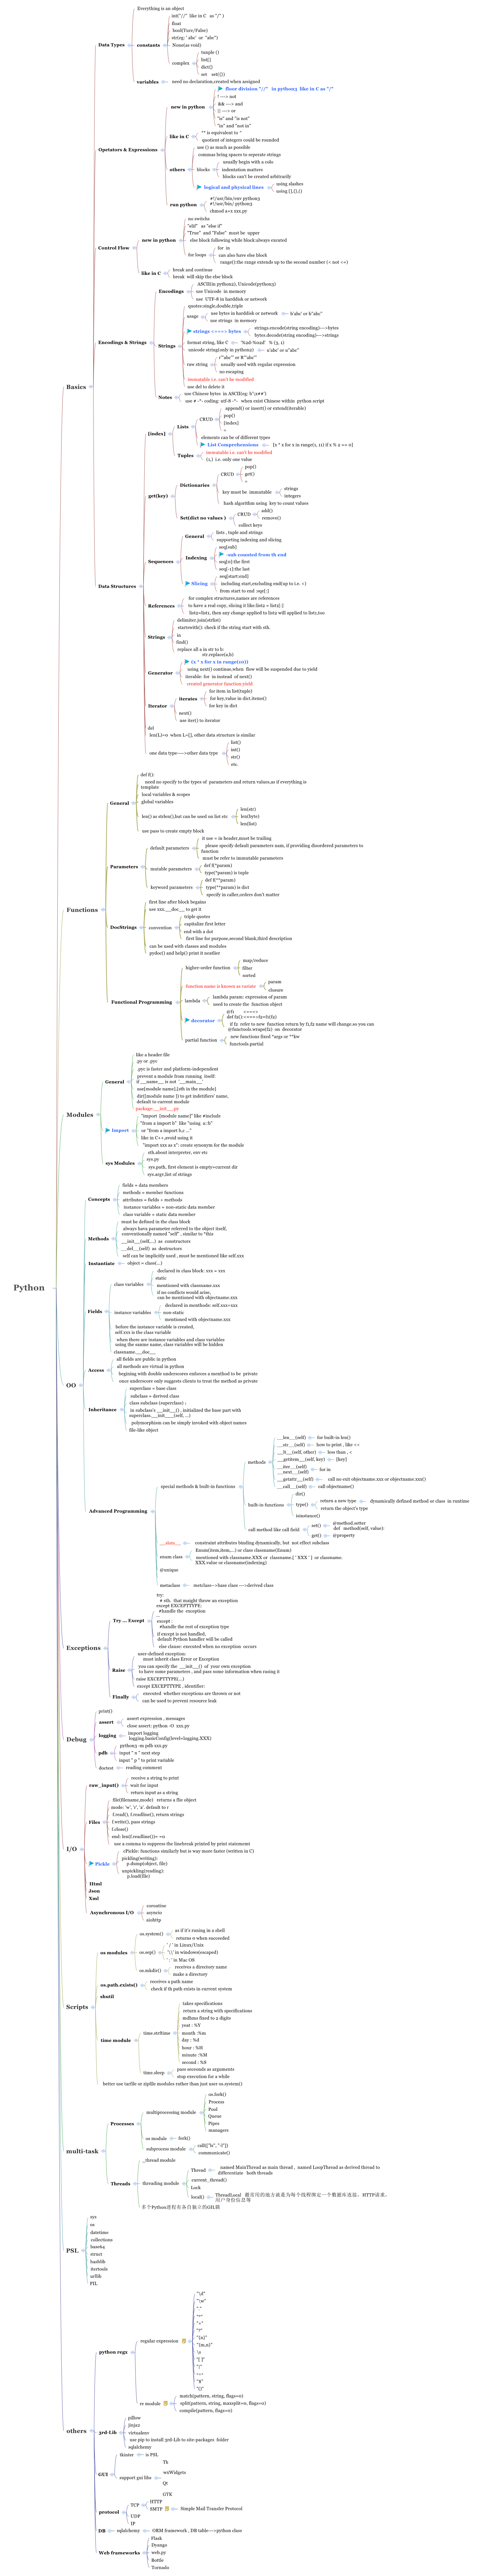 Python
Basics
Data Types
Everything is an object
constants
int("//" like in C as "/" )
float
bool(Ture/False)
str(eg: ' abc' or "abc")
None(as void)
complex
tunple ()
list[]
dict{}
set set([])
variables
need no declaration,created when assigned
Opetators & Expressions
new in python
floor division "//" in python3 like in C as "/"
! ---> not
&& ---> and
|| ---> or
"is" and "is not"
"in" and "not in"
like in C
quotient of integers could be rounded
others
use () as much as possible
commas bring spaces to seperate strings
blocks
usually begin with a coln
indentation matters
blocks can't be created arbitrarily
logical and physical lines
using slashes
using [],{},()
run python
#!/usr/bin/env python3
#!/usr/bin/ python3
chmod a+x xxx.py
Control Flow
new in python
no switchs
"elif" as "else if"
"True" and "False" must be upper
else block following while block:always excuted
for loops
for in
can also have else block
range():the range extends up to the second number (< not <=)
like in C
break and continue
break will skip the else block
Encodings & Strings
Encodings
ASCII(in python2), Unicode(python3)
use Unicode in memory
use UTF-8 in harddisk or network
Strings
quotes:single,double,triple
usage
use bytes in harddisk or network
b'abc' or b"abc"
use strings in memory
strings <===> bytes
strings.encode(string encoding)--->bytes
bytes.decode(string encoding)--->strings
format string, like C
unicode string(only in python2)
u'abc' or u"abc"
raw string
r'"abc"' or R'"abc"'
usually used with regular expression
no escaping
immutable i.e. can't be modified
use del to delete it
Notes
use Chinese bytes in ASCII(eg: b'\x##')
use # -*- coding: utf-8 -*- when exist Chinese within python script
Data Structures
[index]
Lists
CRUD
append() or insert() or extend(iterable)
pop()
[index]
=
elements can be of different types
List Comprehensions
[x * x for x in range(1, 11) if x % 2 == 0]
Tuples
immutable i.e. can't be modified
(1,) i.e. only one value
get(key)
Dictionaries
CRUD
pop()
get()
=
key must be immutable
strings
integers
hash algorithm using key to count values
Set(dict no values )
CRUD
add()
remove()
collect keys
Sequences
General
lists , tuple and strings
supporting indexing and slicing
Indexing
seq[sub]
-sub counted from th end
seq[0]:the first
seq[-1]:the last
Slicing
seq[start:end]
including start,excluding end(up to i.e. <)
from start to end :sqe[:]
References
for complex structures,names are references
to have a real copy, slicing it like:list2 = list1[:]
list2=list1, then any change applied to list2 will applied to list1,too
Strings
delimiter.join(strlist)
startswith(): chusk if the string start with sth.
in
find()
replace all a in str to b:
str.replace(a,b)
Generator
(x * x for x in range(10))
using next() continue,when flow will be suspended due to yield
iterable: for in instead of next()
created generator function:yield
Iterator
iterates
for item in list(tuple)
for key,value in dict.items()
for key in dict
next()
use iter() to iterator
del
len(L)=0 when L=[], other data structure is similar
one data type---->other data type
list()
int()
str()
etc.
Functions
General
def f():
need no specify to the types of parameters and return values,as if everything is
template
local variables & scopes
global variables
len() as strlen(),but can be used on list etc
len(str)
len(byte)
len(list)
use pass to create empty block
Parameters
default parameters
& use = in header,must be trailing
please specify default parameters nam, if providing disordered parameters to
function
must be refer to immutable parameters
mutable parameters
def f(*param)
type(*param) is tuple
keyword parameters
def f(**param)
type(**param) is dict
specify in caller,orders don't matter
DocStrings
first line after block begains
use xxx.__doc__ to get it
convention
triple quotes
capitalize first letter
end with a dot
first line for purpose,second blank,third description
can be used with classes and modules
pydoc() and help() print it neatlier
Functional Programming
higher-order function
map/reduce
filter
sorted
function name is known as variate
param
closure
lambda
lambda param: expression of param
used to create the function object
decorator
@f1 =====
def f2() <===>f2=f1(f2)
if f2 refer to new function return by f1,f2 name will change,so you can
@functools.wraps(f2) on decorator
partial function
new functions fixed *args or **kw
functools.partial
Modules
General
like a header file
.py or .pyc
.pyc is faster and platform-independent
prevent a module from running itself:
if __name__ is not '__main__'
use[module name].[sth in the module]
dir([module name ]) to get indetifiers' name,
default to current module
package:__init__.py
Import
"import [module name]" like #include
"from a import b" like "using a::b"
or "from a import b,c ..."
like in C++,avoid using it
"import xxx as x": create synonym for the module
sys Modules
sth.about interpreter, env etc
sys.py
sys.path, first element is empty=current dir
sys.argv,list of strings
OO
Concepts
fields = data members
methods = member functions
attributes = fields + methods
instance variables = non-static data member
class variable = static data member
Methods
must be defined in the class block
always hava parameter referred to the object itself,
conventionally named "self" , similar to *this
__init__(self,...) as constructors
__del__(self) as destructors
self can be implicitly used , must be mentioned like self.xxx
Instantiate
object = class(...)
Fields
class variables
declared in class block: xxx = xxx
static
mentioned with classname.xxx
if no conflicts would arise,
can be mentioned with objectname.xxx
instance variables
declared in menthods: self.xxx=xxx
non-static
mentioned with objectname.xxx
before the instance variable is created,
self.xxx is the class variable
when there are instance variables and class variables
using the sanme name, class variables will be hidden
classname.__doc__
Access
all fields are public in python
all methods are virtual in python
begining with double underscores enforces a menthod to be private
once underscore only suggests clients to treat the method as private
Inheritance
superclass = base class
subclass = derived class
class subclass (superclass) :
in subclass's __init__() , initialized the base part with
superclass.__init__(self, ...)
polymorphism can be simply invoked with object names
file-like object
Advanced Programming
special methods & built-in functions
methods
__len__(self)
for built-in len()
__str__(self)
how to print , like <<
__lt__(self, other)
less than , <
__getitem__(self, key)
[key]
__iter__(self)
__next__(self)
for in
__getattr__(self)
call no exit objectname.xxx or objectname.xxx()
__call__(self)
call objectname()
built-in functions
dir()
type()
return a new type
dynamically defined method or class in runtime
return the object's type
isinstance()
call method like call field
set()
@method.setter
def method(self, value):
get()
@property
__slots__
constraint attributes binding dynamically, but not effect subclass
enum class
Enum(item,item,...) or class classname(Enum)
mentioned with classname.XXX or classname.[ ' XXX ' ] or classname.
XXX.value or classname(indexing)
@unique
metaclass
metclass-->base class --->derived class
Exceptions
Try ... Except
try:
# sth. that maight throw an exception
except EXCEPTTYPE:
#handle the exception
...
except :
#handle the rest of exception type
if except is not handled,
default Python handler will be called
else clause: executed when no exception occurs
Raise
user-defined exception:
must inherit class Error or Exception
you can specify the __init__() of your own exception
to have some parameters , and pass some information when raising it
raise EXCEPTTYPE(...)
except EXCEPTTYPE , identifier:
Finally
executed whether exceptions are thrown or not
can be used to prevent resource leak
Debug
print()
assert
assert expression , messages
close assert: python -O xxx.py
logging
import logging
logging.basicConfig(level=logging.XXX)
pdb
python3 -m pdb xxx.py
input " n " next step
input " p " to print variable
doctest
reading comment
I/O
raw_input()
receive a string to print
wait for input
return input as a string
Files
file(filename,mode): returns a flie object
mode: 'w', 'r', 'a'. default to r
f.read(), f.readline(), return strings
f.write(), pass strings
f.close()
end: len(f.readline())= =0
use a comma to suppress the linebreak printed by print statememt
Pickle
cPickle: functions similarly but is way more faster (written in C)
pickling(writing):
p.dump(object, file)
unpickling(reading):
p.load(file)
Html
Json
Xml
Asynchronous I/O
coroutine
asyncio
aiohttp
Scripts
os modules
os.system()
as if it's runing in a shell
returns 0 when succeeded
os.sep()
' / ' in Linux/Unix
'\\' in windows(escaped)
' : ' in Mac OS
os.mkdir()
receives a directory name
make a directory
os.path.exists()
receives a path name
check if th path exists in current system
shutil
time module
time.strftime
takes specifications
return a string with specifications
midlons fixed to a digits
year : %Y
month :%m
day : %d
hour : %H
minute :%M
second : %S
time.sleep
pass seconeds as arguments
stop execution for a while
better use tarfile or zipfile modules rather than just user os.system()
multi-task
Processes
multiprocessing module
os.fork()
Process
Pool
Queue
Pipes
managers
os module
fork()
subprocess module
call(["ls", "-l"])
communicate()
Threads
_thread module
threading module
Thread
named MainThread as main thread , named LoopThread as derived thread to
differentiate both threads
current_thread()
Lock
local()
ThreadLocal 最常用的地方就是为每个线程绑定一个数据库连接，HTTP请求，
用户身份信息等
多个Python进程有各自独立的GIL锁
PSL
sys
os
datetime
collections
base64
struct
hashlib
itertools
urllib
PIL
others
python regx
regular expression
"\d"
"\w"
"."
"*"
"+"
"?"
"{n}"
"{m,n}"
\s
"[ ]"
"|"
"^"
"$"
"()"
re module
match(pattern, string, flags=0)
split(pattern, string, maxsplit=0, flags=0)
compile(pattern, flags=0)
3rd-Lib
pillow
jinja2
virtualenv
use pip to install 3rd-Lib to site-packages folder
sqlalchemy
GUI
tkinter
is PSL
support gui libs
Tk
wxWidgets
Qt
GTK
protocol
TCP
HTTP
SMTP
Simple Mail Transfer Protocol
UDP
IP
DB
sqlalchemy
ORM framework , DB table--->python class
Web frameworks
Flask
Dyango
web.py
Bottle
Tornado